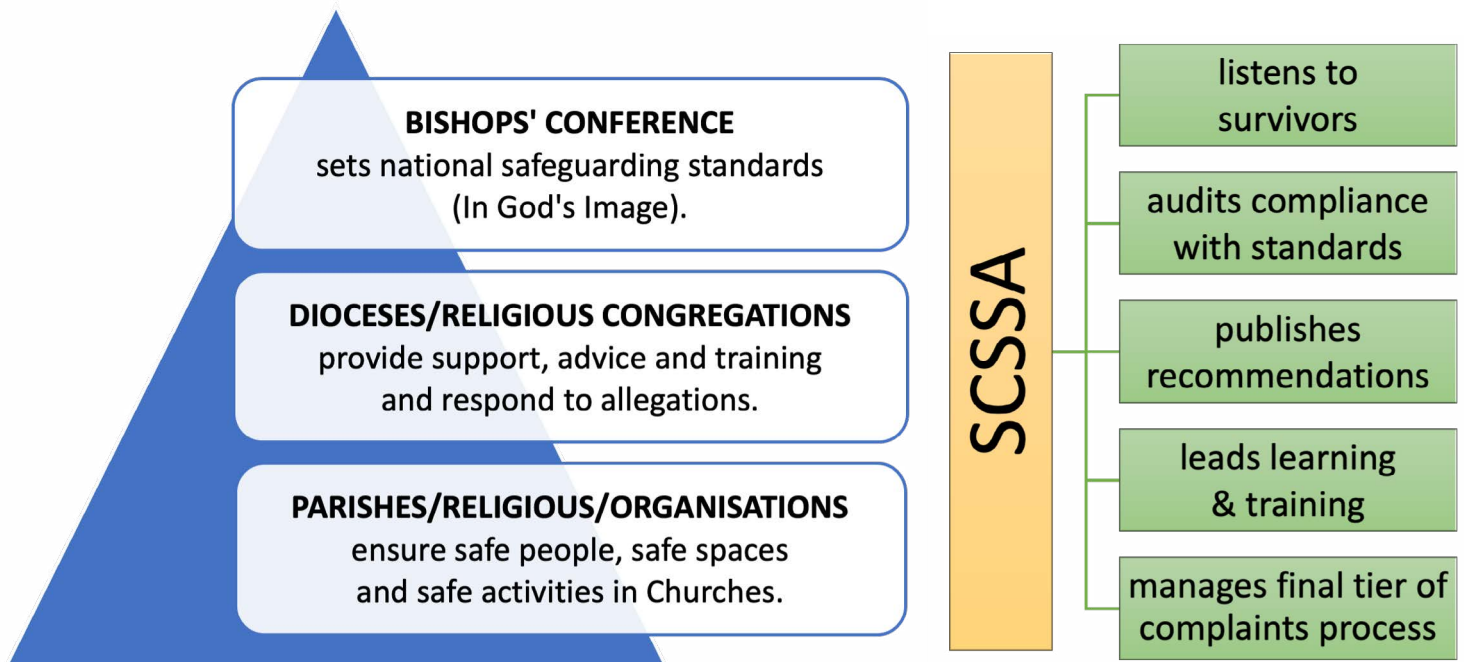 BISHOPS' CONFERENCE
sets national safeguarding standards
(In God's Image).
DIOCESES/RELIGIOUS CONGREGATIONS
provide support, advice and training
and respond to allegations.
PARISHES/RELIGIOUS/ORGANISATIONS
ensure safe people, safe spaces
and safe activities in Churches.
SCSSA
listens to
survivors
audits compliance
with standards
publishes
recommendations
leads learning
& training
manages final tier of
complaints process